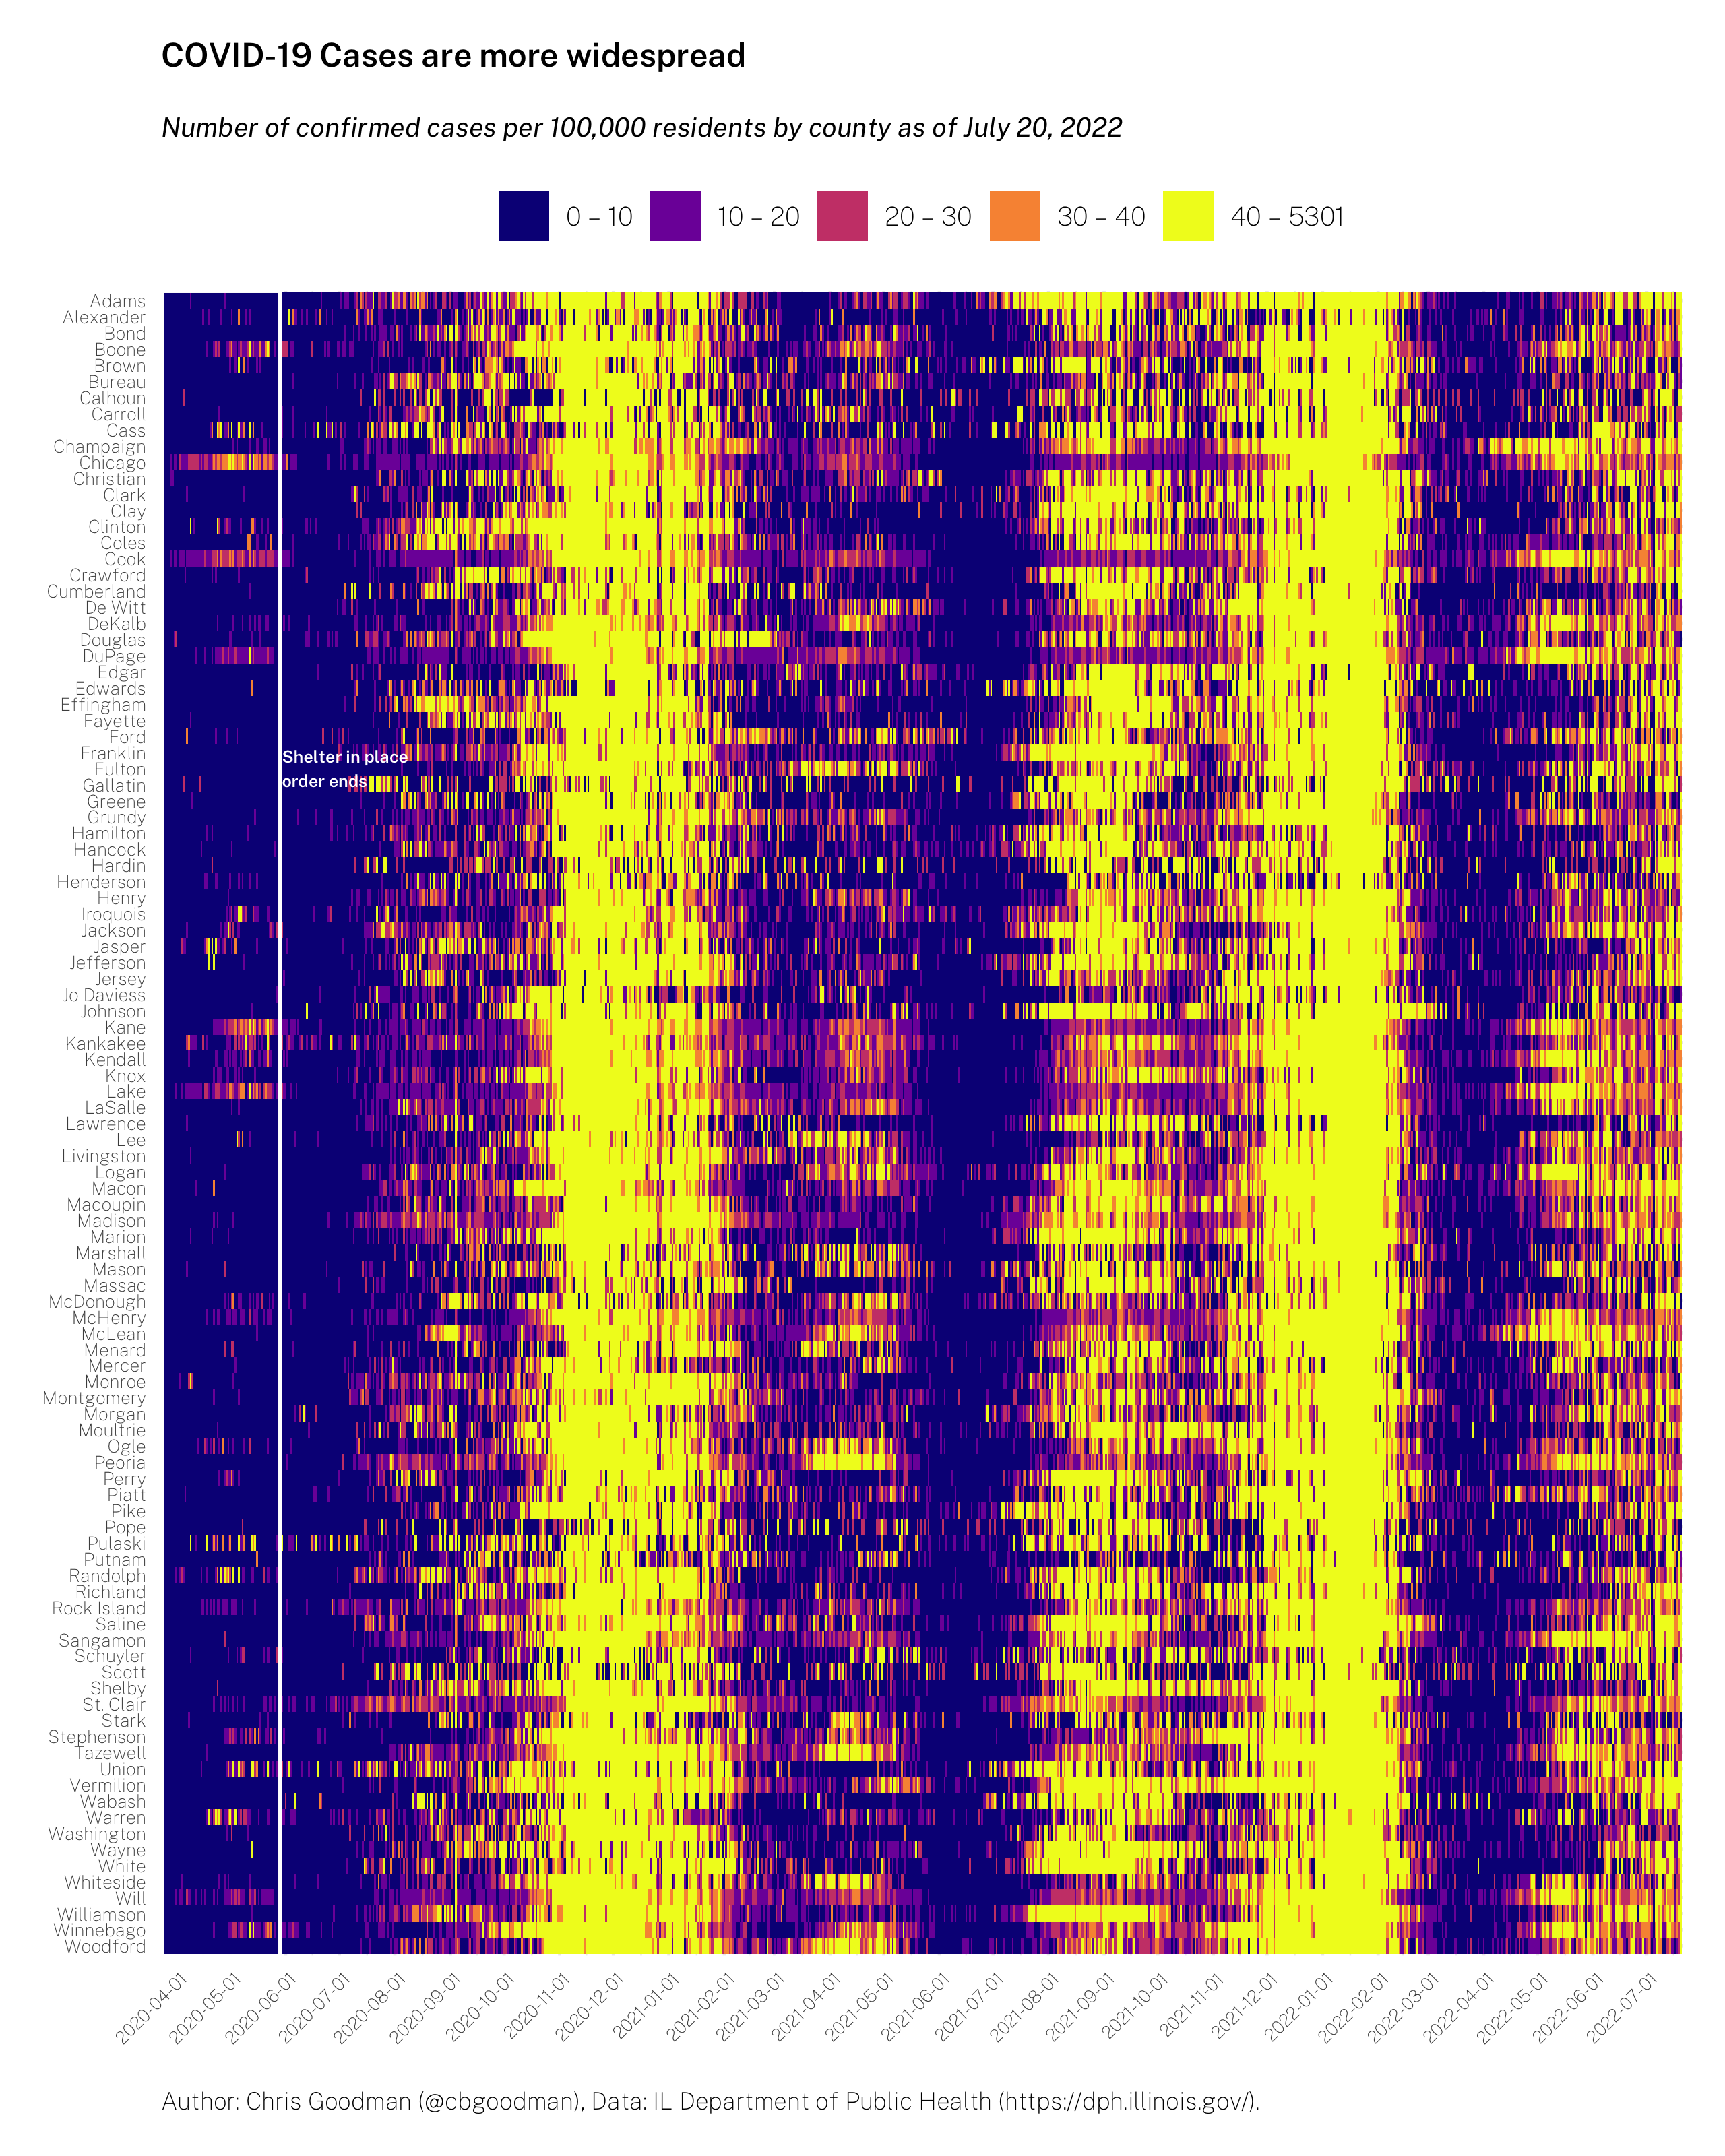 COVID-19 Cases are more widespread
Number of confirmed cases per 100,000 residents by county as of July 20, 2022
0 – 10 10 – 20 20 – 30 30 – 40 40 – 5301
Adams
Alexander
Bond
Boone
Brown
Bureau
Calhoun
Carroll
Cass
Champaign
Chicago
Christian
Clark
Clay
Clinton
Coles
Cook
Crawford
Cumberland
De Witt
DeKalb
Douglas
DuPage
Edgar
Edwards
Effingham
Fayette
Ford
Franklin
Fulton
Gallatin
Greene
Grundy
Hamilton
Hancock
Hardin
Henderson
Henry
Iroquois
Jackson
Jasper
Jefferson
Jersey
Jo Daviess
Johnson
Kane
Kankakee
Kendall
Knox
Lake
LaSalle
Lawrence
Lee
Livingston
Logan
Macon
Macoupin
Madison
Marion
Marshall
Mason
Massac
McDonough
McHenry
McLean
Menard
Mercer
Monroe
Montgomery
Morgan
Moultrie
Ogle
Peoria
Perry
Piatt
Pike
Pope
Pulaski
Putnam
Randolph
Richland
Rock Island
Saline
Sangamon
Schuyler
Scott
Shelby
St. Clair
Stark
Stephenson
Tazewell
Union
Vermilion
Wabash
Warren
Washington
Wayne
White
Whiteside
Will
Williamson
Winnebago
Woodford
Shelter in place
order ends
2020-04-01
2020-05-01
2020-06-01
2020-07-01
2020-08-01
2020-09-01
2020-10-01
2020-11-01
2020-12-01
2021-01-01
2021-02-01
2021-03-01
2021-04-01
2021-05-01
2021-06-01
2021-07-01
2021-08-01
2021-09-01
2021-10-01
2021-11-01
2021-12-01
2022-01-01
2022-02-01
2022-03-01
2022-04-01
2022-05-01
2022-06-01
2022-07-01
Author: Chris Goodman (@cbgoodman), Data: IL Department of Public Health (https://dph.illinois.gov/).